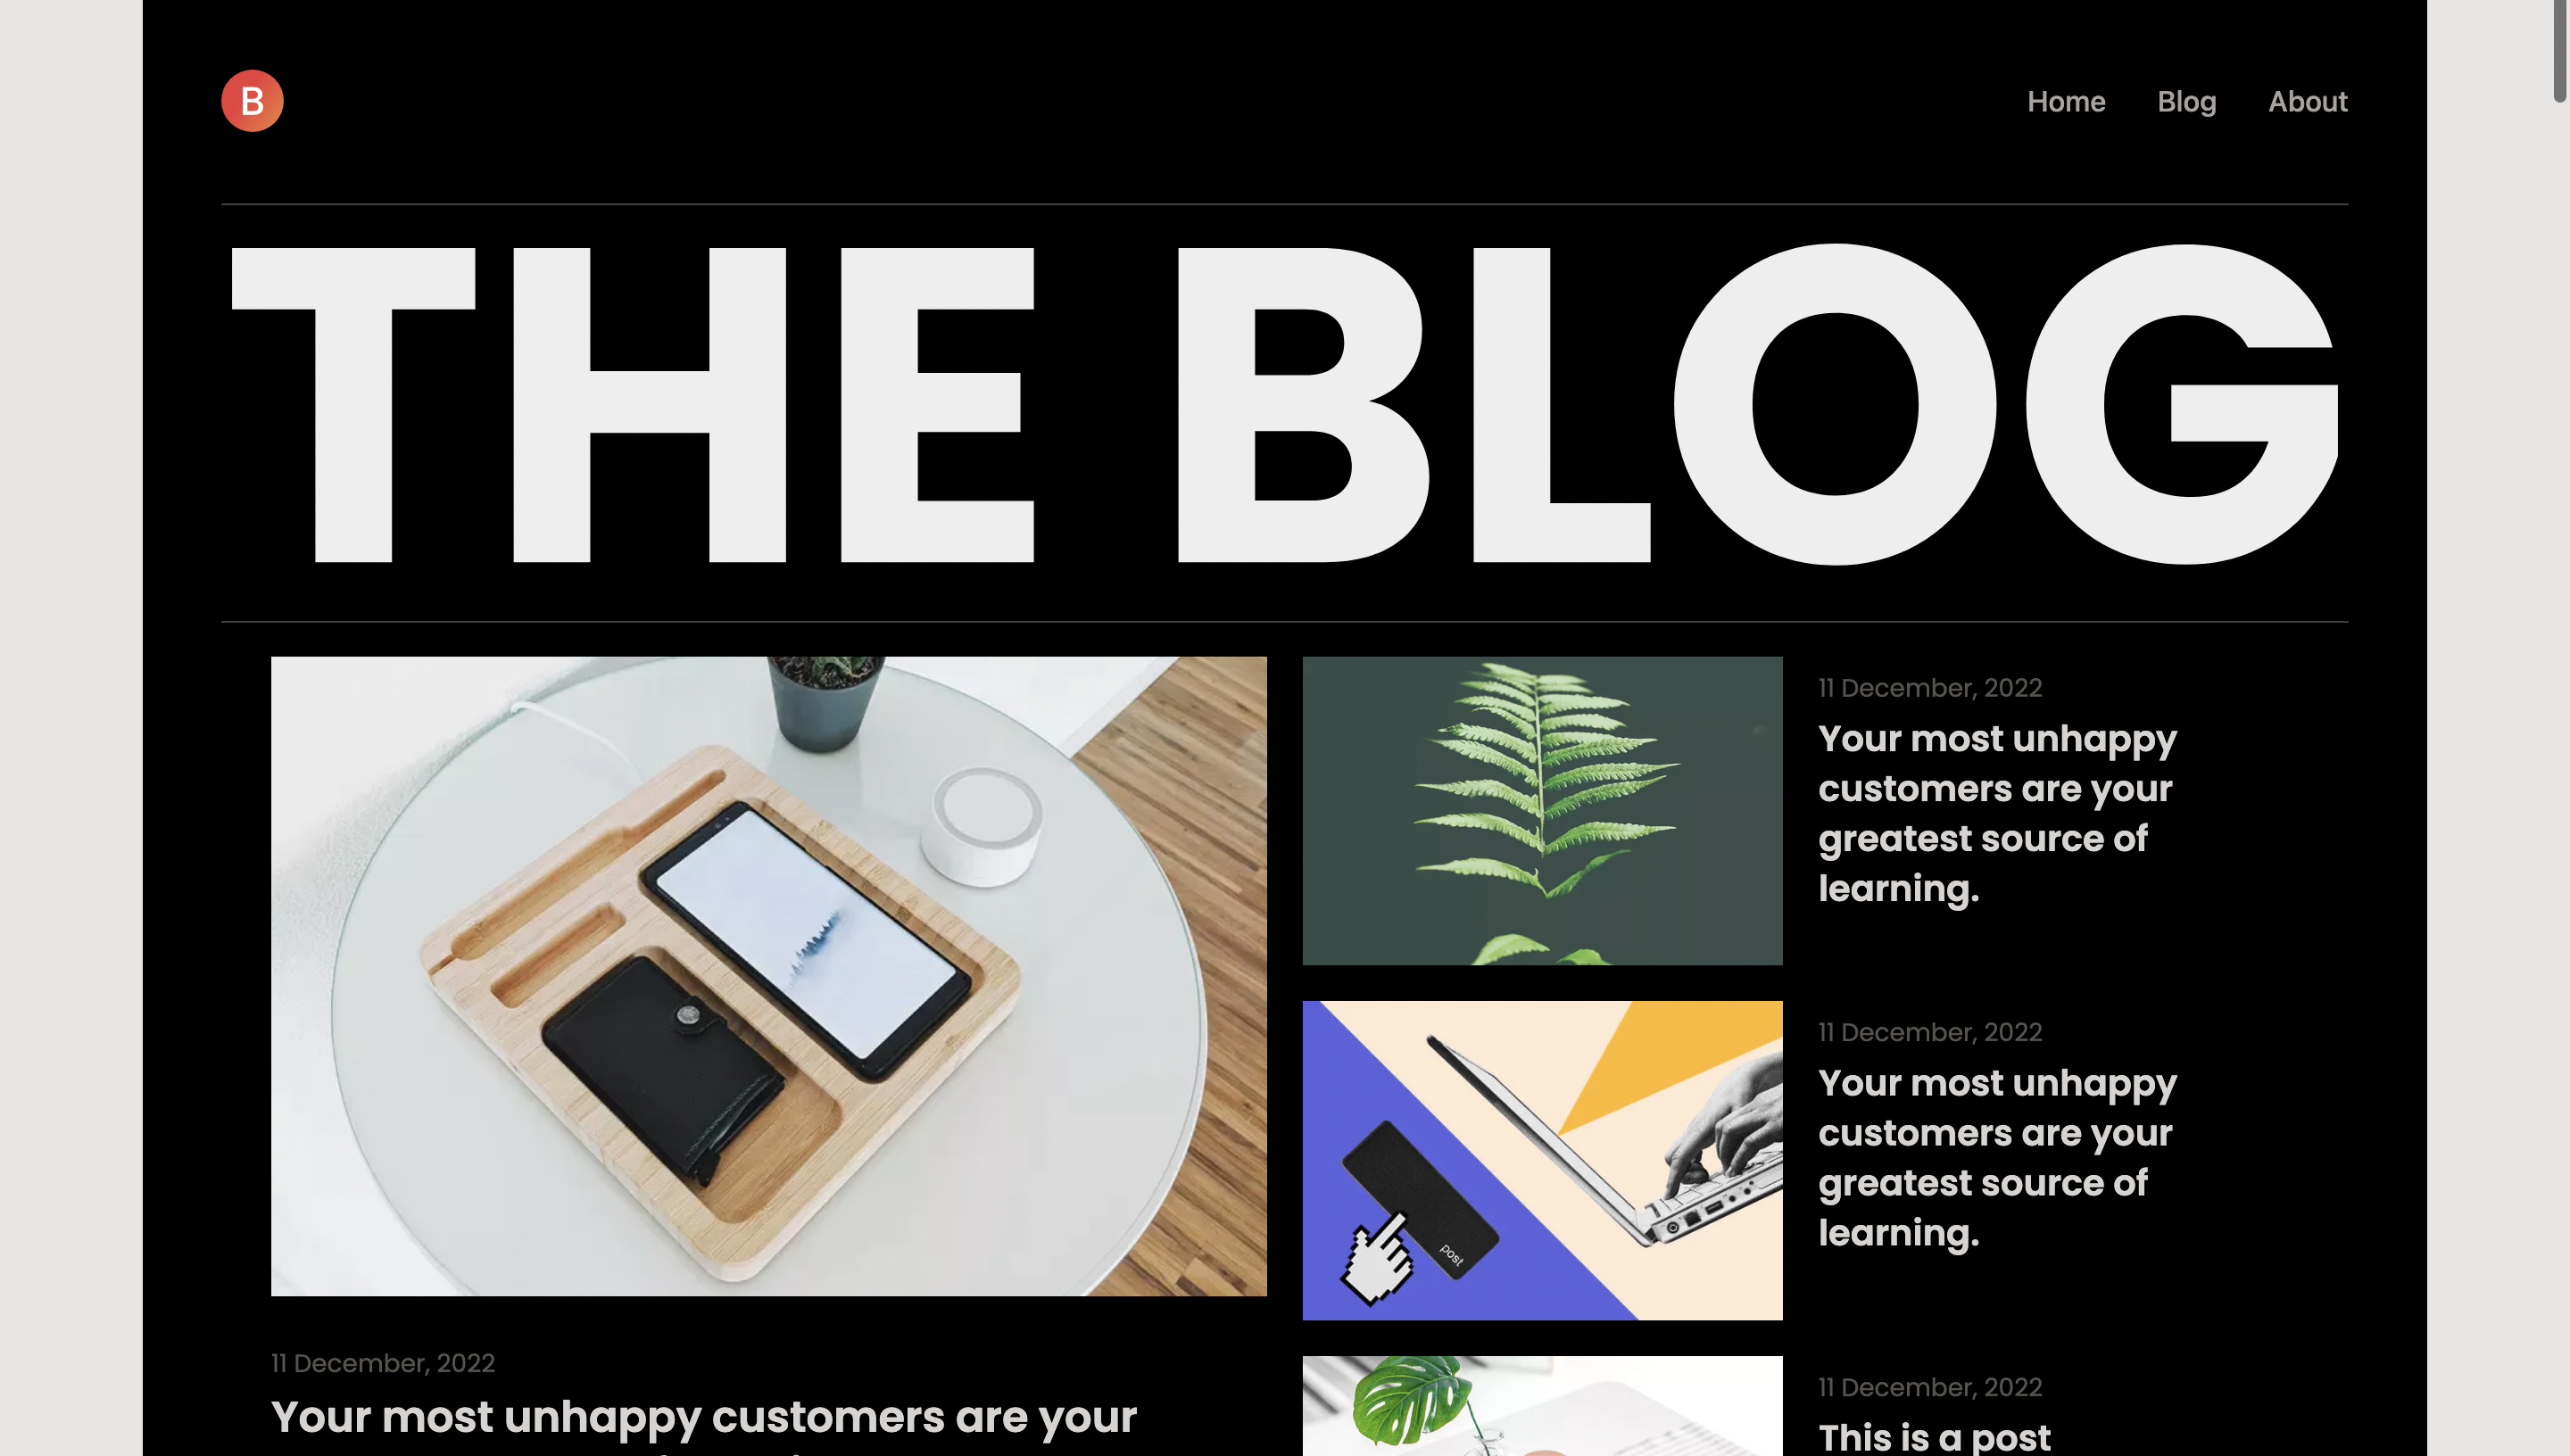 B
Home Blog About
THE BLOG
11 December, 2022
Your most unhappy customers are your
11 December, 2022
Your most unhappy
customers are your
greatest source of
learning.
post
11 December, 2022
Your most unhappy
customers are your
greatest source of
learning.
11 December, 2022
This is a post